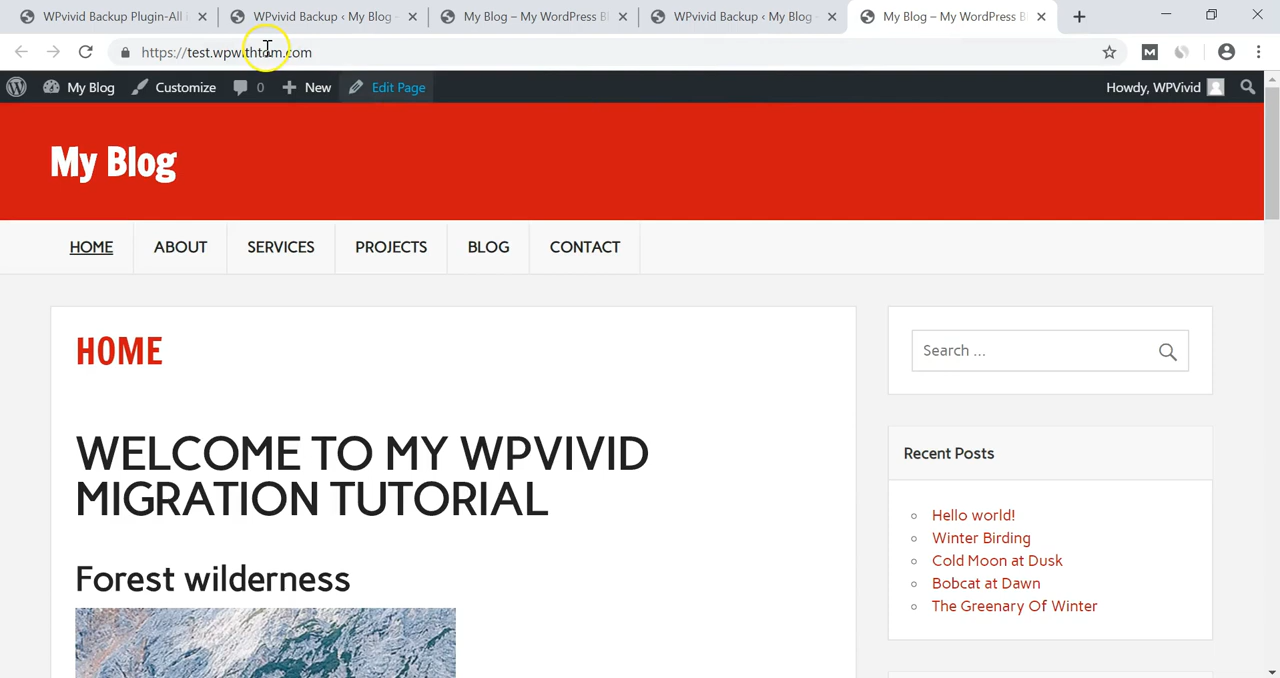 WPvivid Backup Plugin-All i
WPvivid Backup ‹ My Blog –
My Blog – My WordPress Bl
WPvivid Backup ‹ My Blog –
My Blog – My WordPress Bl
https://test.wpwithtom.com
My Blog
Customize
0
New
Edit Page
Howdy, WPVivid
My Blog
HOME
ABOUT
SERVICES
PROJECTS
BLOG
CONTACT
HOME
WELCOME TO MY WPVIVID
MIGRATION TUTORIAL
Forest wilderness
Search ...
Recent Posts
Hello world!
Winter Birding
Cold Moon at Dusk
Bobcat at Dawn
The Greenary Of Winter